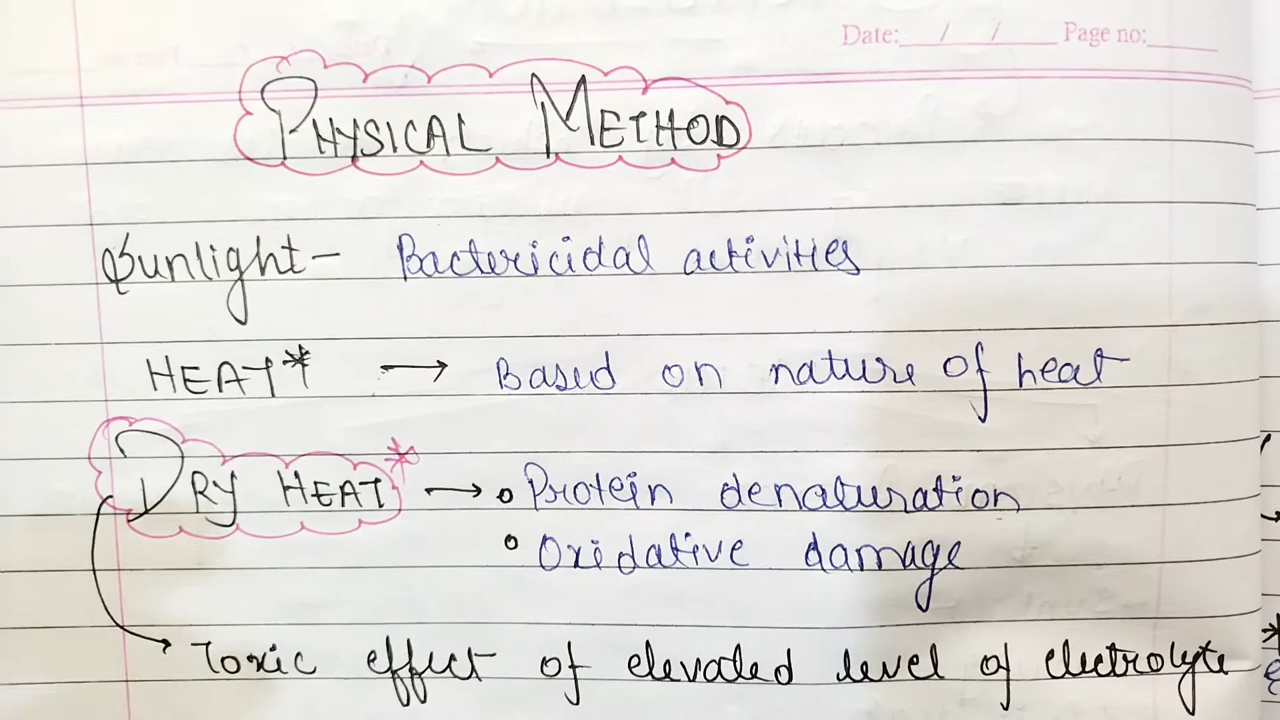 Date: / / Page no:
PHYSICAL METHOD
Sunlight - Bactericidal activities
HEAT* → Based on nature of heat
DRY HEAT* → • Protein denaturation
• Oxidative damage
→ Toxic effect of elevated level of electrolyte